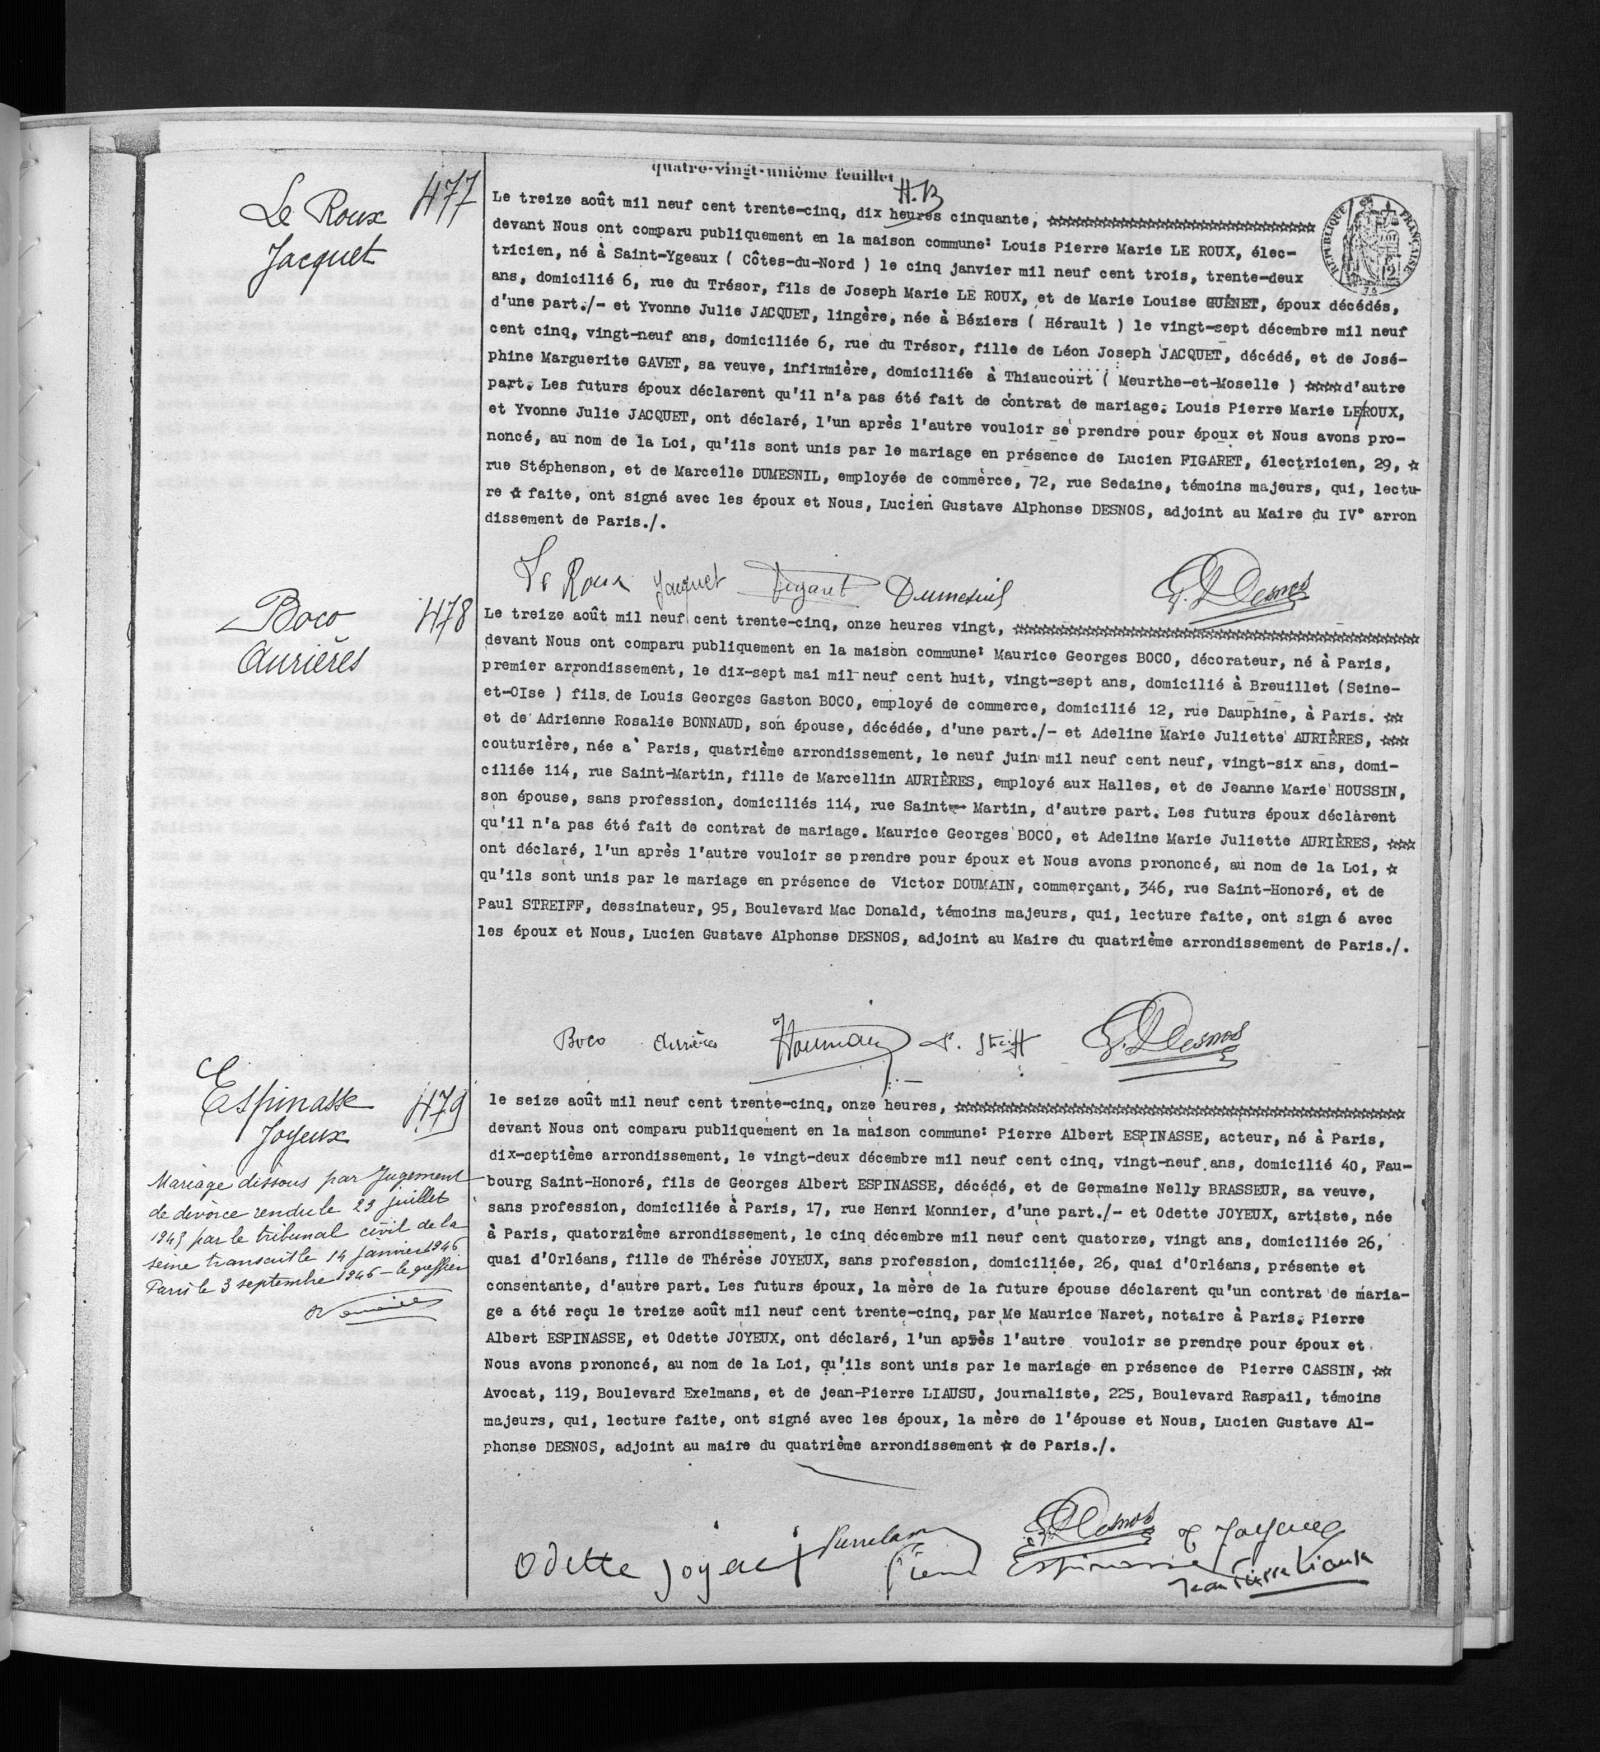 quatre-vingt-unième feuillet
H.B
Le Roux
Jacquet
477
Le treize août mil neuf cent trente-cinq, dix heures cinquante, ☆☆☆☆☆☆☆☆☆☆☆☆☆☆☆☆☆☆☆☆☆☆☆☆☆☆☆☆☆☆
devant Nous ont comparu publiquement en la maison commune: Louis Pierre Marie LE ROUX, élec-
tricien, né à Saint-Ygeaux ( Côtes-du-Nord ) le cinq janvier mil neuf cent trois, trente-deux
ans, domicilié 6, rue du Trésor, fils de Joseph Marie LE ROUX, et de Marie Louise GUÉNET, époux décédés,
d'une part./- et Yvonne Julie JACQUET, lingère, née à Béziers ( Hérault ) le vingt-sept décembre mil neuf
cent cinq, vingt-neuf ans, domiciliée 6, rue du Trésor, fille de Léon Joseph JACQUET, décédé, et de José-
phine Marguerite GAVET, sa veuve, infirmière, domiciliée à Thiaucourt ( Meurthe-et-Moselle ) ☆☆☆☆d'autre
part. Les futurs époux déclarent qu'il n'a pas été fait de contrat de mariage. Louis Pierre Marie LE/ROUX,
et Yvonne Julie JACQUET, ont déclaré, l'un après l'autre vouloir se prendre pour époux et Nous avons pro-
noncé, au nom de la Loi, qu'ils sont unis par le mariage en présence de Lucien FIGARET, électricien, 29, ☆
rue Stéphenson, et de Marcelle DUMESNIL, employée de commerce, 72, rue Sedaine, témoins majeurs, qui, lectu-
re ☆ faite, ont signé avec les époux et Nous, Lucien Gustave Alphonse DESNOS, adjoint au Maire du IV° arron
dissement de Paris./.
Le Roux Jacquet Figaret Dumesnil G. Desnos
Boco
Aurières
478
Le treize août mil neuf cent trente-cinq, onze heures vingt, ☆☆☆☆☆☆☆☆☆☆☆☆☆☆☆☆☆☆☆☆☆☆☆☆☆☆☆☆☆☆☆☆☆☆☆☆☆☆☆☆☆☆☆☆☆
devant Nous ont comparu publiquement en la maison commune: Maurice Georges BOCO, décorateur, né à Paris,
premier arrondissement, le dix-sept mai mil neuf cent huit, vingt-sept ans, domicilié à Breuillet (Seine-
et-OIse ) fils de Louis Georges Gaston BOCO, employé de commerce, domicilié 12, rue Dauphine, à Paris. ☆☆
et de Adrienne Rosalie BONNAUD, son épouse, décédée, d'une part./- et Adeline Marie Juliette AURIÈRES, ☆☆☆
couturière, née a` Paris, quatrième arrondissement, le neuf juin mil neuf cent neuf, vingt-six ans, domi-
ciliée 114, rue Saint-Martin, fille de Marcellin AURIÈRES, employé aux Halles, et de Jeanne Marie HOUSSIN,
son épouse, sans profession, domiciliés 114, rue Saint-- Martin, d'autre part. Les futurs époux déclarent
qu'il n'a pas été fait de contrat de mariage. Maurice Georges BOCO, et Adeline Marie Juliette AURIÈRES, ☆☆☆
ont déclaré, l'un après l'autre vouloir se prendre pour époux et Nous avons prononcé, au nom de la Loi, ☆
qu'ils sont unis par le mariage en présence de Victor DOUMAIN, commerçant, 346, rue Saint-Honoré, et de
Paul STREIFF, dessinateur, 95, Boulevard Mac Donald, témoins majeurs, qui, lecture faite, ont sign é avec
les époux et Nous, Lucien Gustave Alphonse DESNOS, adjoint au Maire du quatrième arrondissement de Paris./.
Boco Aurières Doumain P. Streiff G. Desnos
Espinasse
Joyeux
479
Mariage dissous par Jugement
de divorce rendu le 23 juillet
1945 par le tribunal civil de la
seine transcrit le 14 janvier 1946
Paris le 3 septembre 1946 - le greffier
le seize août mil neuf cent trente-cinq, onze heures, ☆☆☆☆☆☆☆☆☆☆☆☆☆☆☆☆☆☆☆☆☆☆☆☆☆☆☆☆☆☆☆☆☆☆☆☆☆☆☆☆☆☆☆☆☆☆☆☆☆☆
devant Nous ont comparu publiquement en la maison commune: Pierre Albert ESPINASSE, acteur, né à Paris,
dix-septième arrondissement, le vingt-deux décembre mil neuf cent cinq, vingt-neuf ans, domicilié 40, Fau-
bourg Saint-Honoré, fils de Georges Albert ESPINASSE, décédé, et de Germaine Nelly BRASSEUR, sa veuve,
sans profession, domiciliée à Paris, 17, rue Henri Monnier, d'une part./- et Odette JOYEUX, artiste, née
à Paris, quatorzième arrondissement, le cinq décembre mil neuf cent quatorze, vingt ans, domiciliée 26,
quai d'Orléans, fille de Thérèse JOYEUX, sans profession, domiciliée, 26, quai d'Orléans, présente et
consentante, d'autre part. Les futurs époux, la mère de la future épouse déclarent qu'un contrat de maria-
ge a été reçu le treize août mil neuf cent trente-cinq, par Me Maurice Naret, notaire à Paris. Pierre
Albert ESPINASSE, et Odette JOYEUX, ont déclaré, l'un après l'autre vouloir se prendre pour époux et
Nous avons prononcé, au nom de la Loi, qu'ils sont unis par le mariage en présence de Pierre CASSIN, ☆☆
Avocat, 119, Boulevard Exelmans, et de jean-Pierre LIAUSU, journaliste, 225, Boulevard Raspail, témoins
majeurs, qui, lecture faite, ont signé avec les époux, la mère de l'épouse et Nous, Lucien Gustave Al-
phonse DESNOS, adjoint au maire du quatrième arrondissement ☆ de Paris./.
G. Desnos
Odette Joyeux Pierre Espinasse Joyeux
Jean Pierre Liausu
RÉPUBLIQUE FRANÇAISE